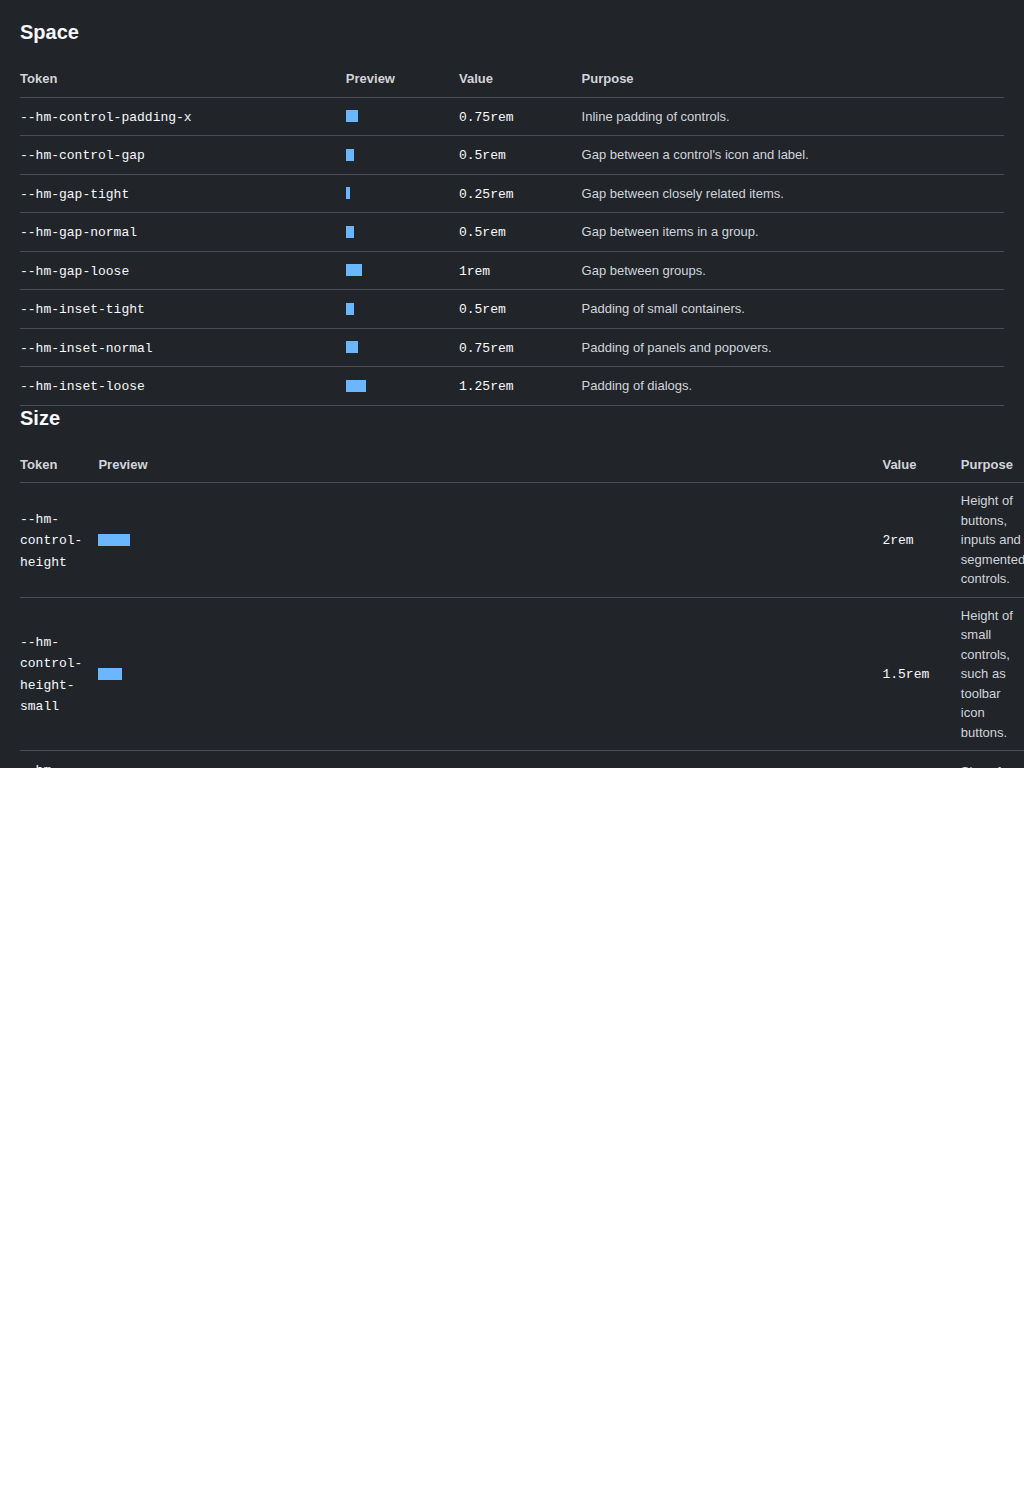 Space
Token Preview Value Purpose
--hm-control-padding-x 0.75rem Inline padding of controls.
--hm-control-gap 0.5rem Gap between a control's icon and label.
--hm-gap-tight 0.25rem Gap between closely related items.
--hm-gap-normal 0.5rem Gap between items in a group.
--hm-gap-loose 1rem Gap between groups.
--hm-inset-tight 0.5rem Padding of small containers.
--hm-inset-normal 0.75rem Padding of panels and popovers.
--hm-inset-loose 1.25rem Padding of dialogs.
Size
Token Preview Value Purpose
--hm-
control-
height
2rem
Height of
buttons,
inputs and
segmented
controls.
--hm-
control-
height-
small
1.5rem
Height of
small
controls,
such as
toolbar
icon
buttons.